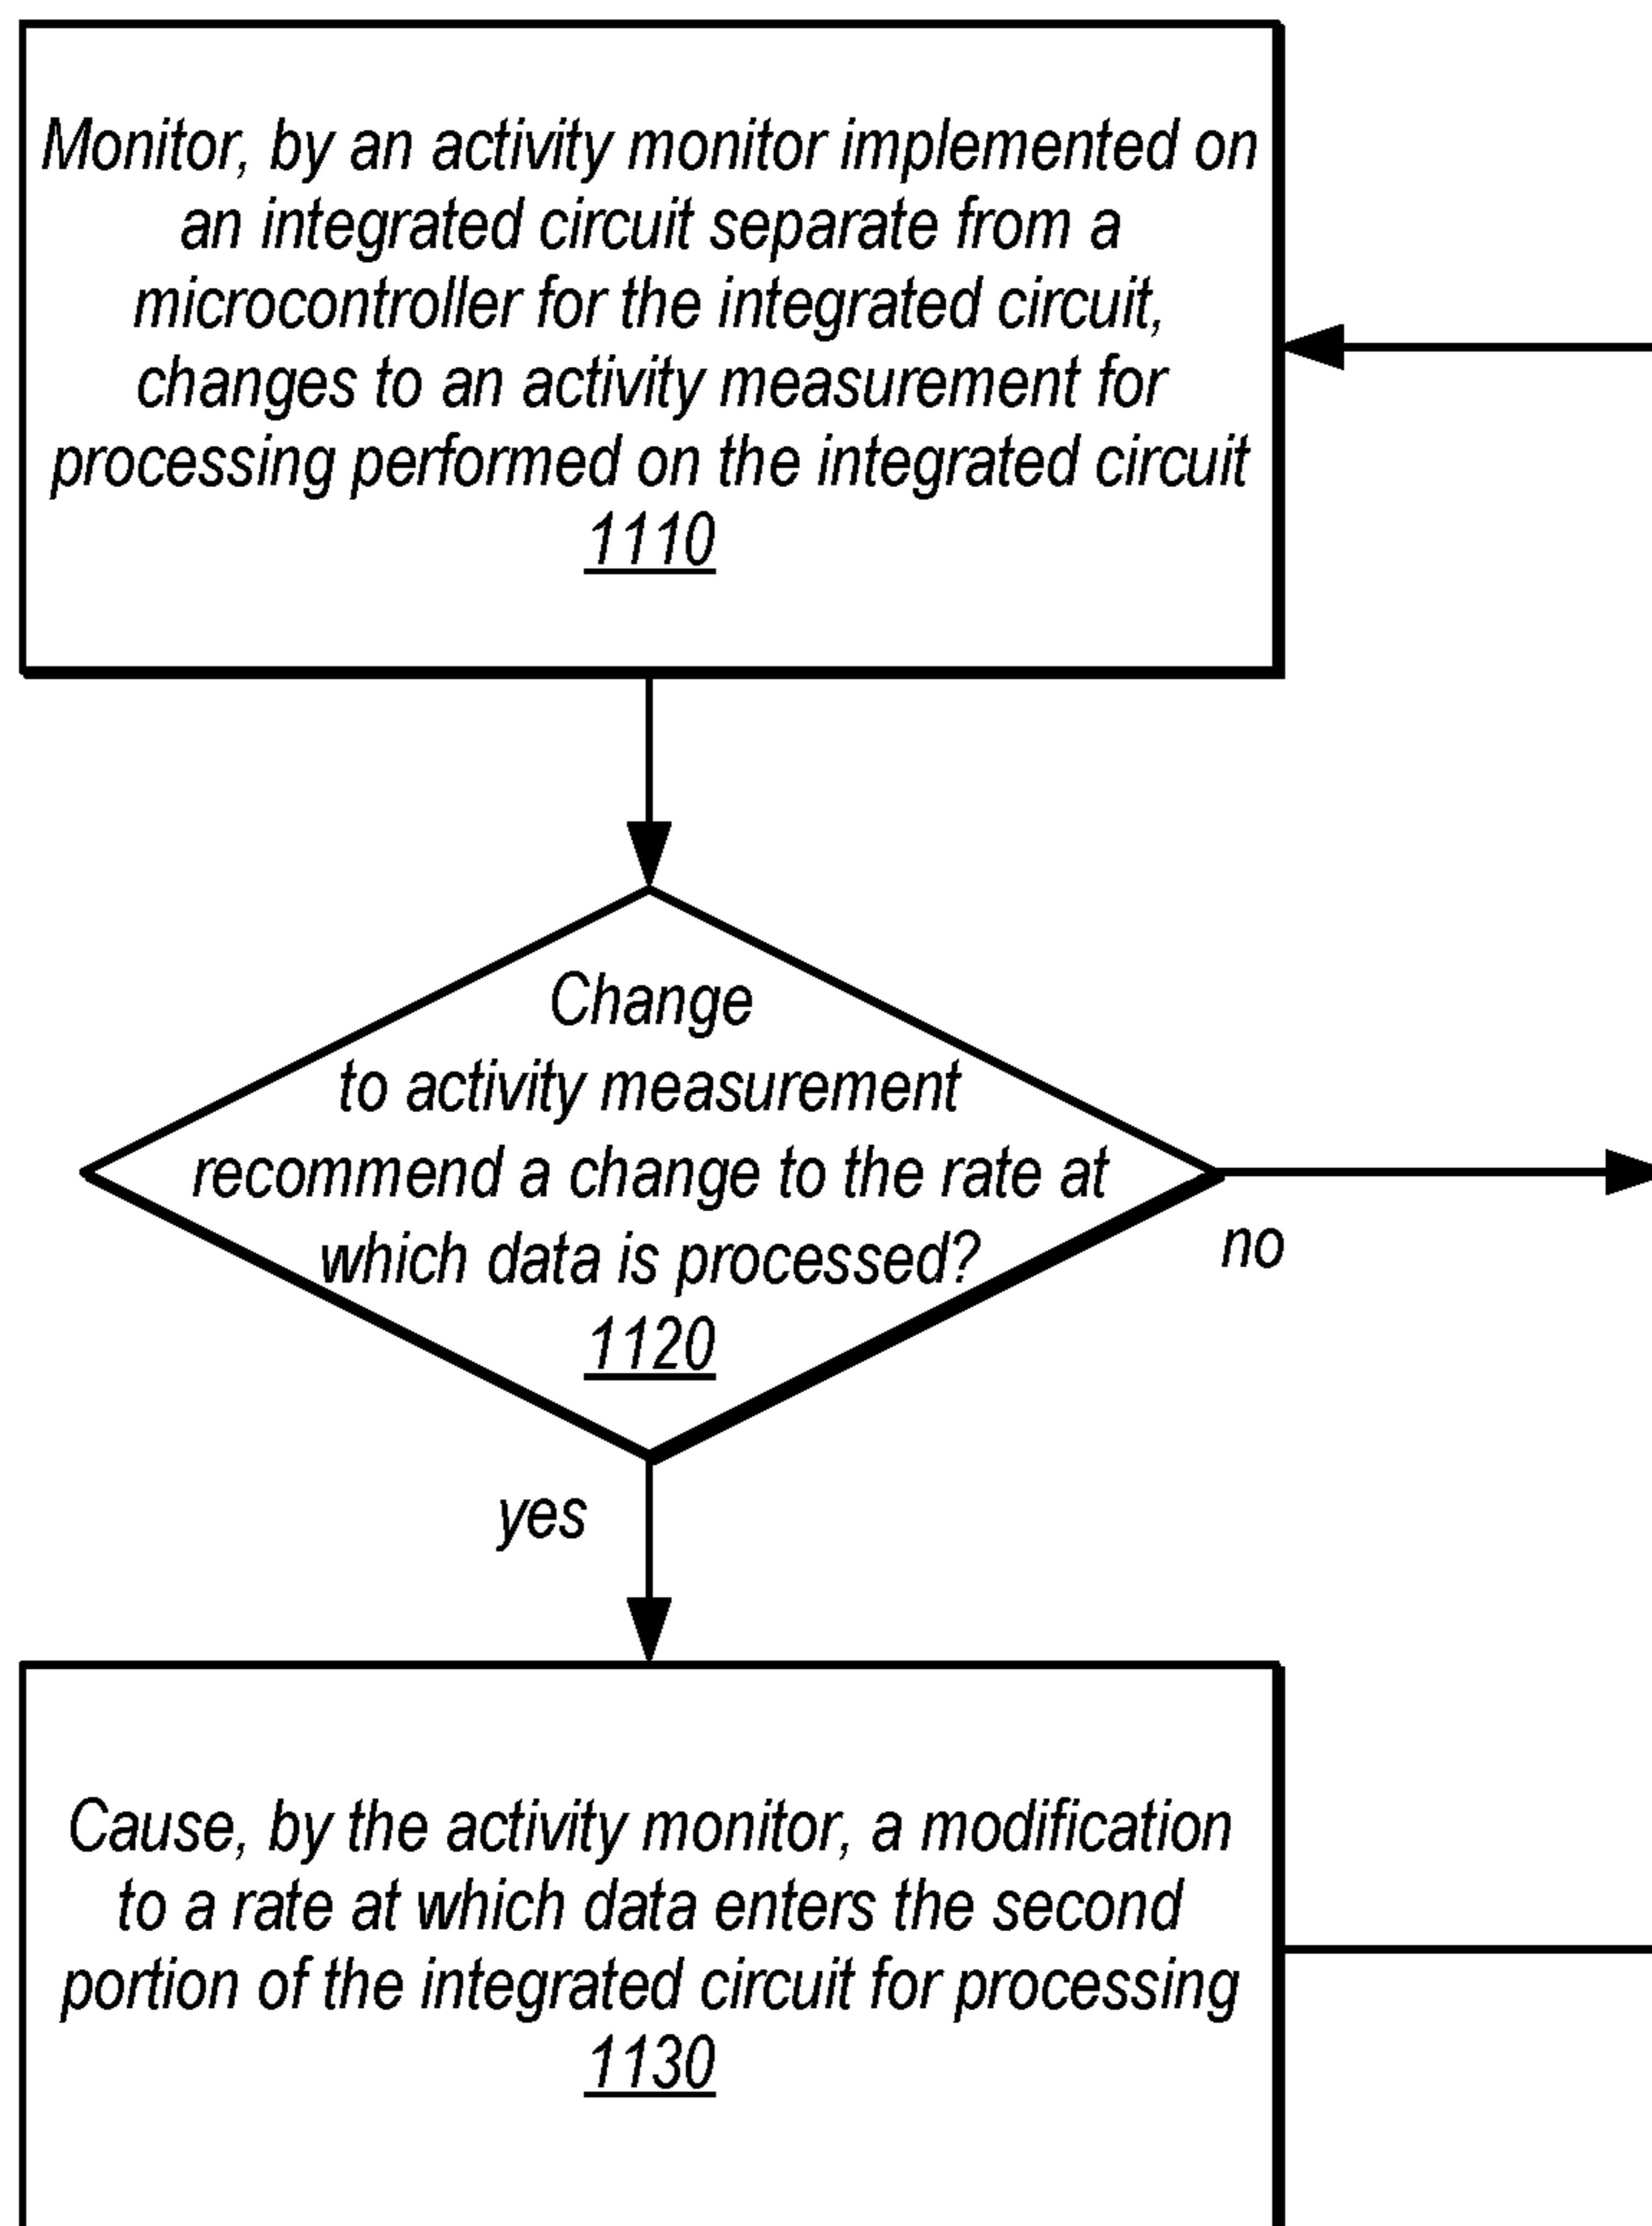 Monitor, by an activity monitor implemented on
an integrated circuit separate from a
microcontroller for the integrated circuit,
changes to an activity measurement for
processing performed on the integrated circuit
1110
Change
to activity measurement
recommend a change to the rate at
which data is processed?
1120
no
yes
Cause, by the activity monitor, a modification
to a rate at which data enters the second
portion of the integrated circuit for processing
1130